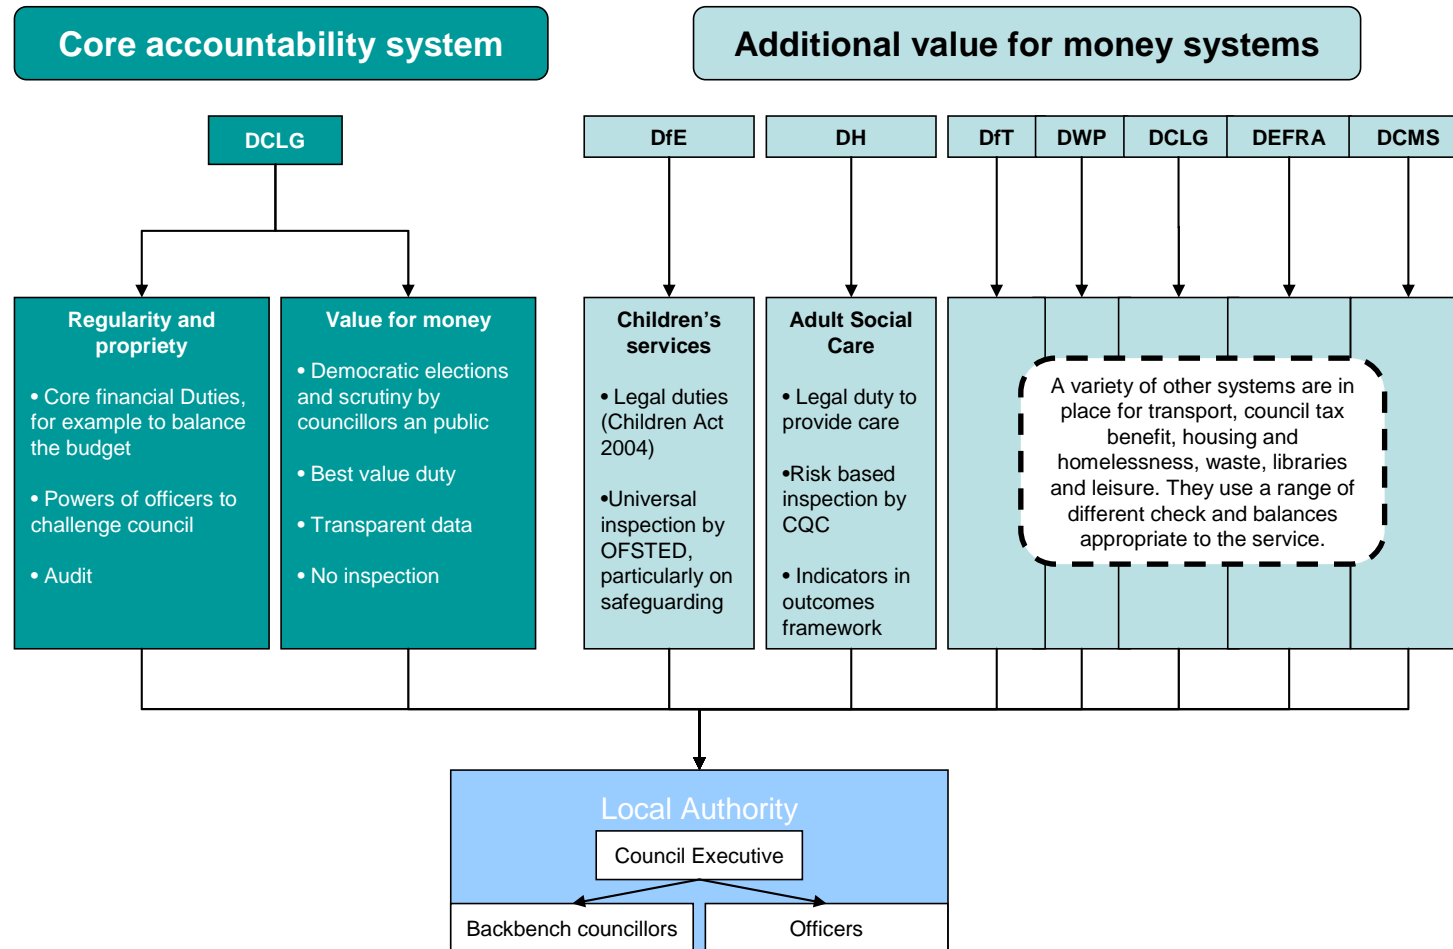 Core accountability system
Additional value for money systems
DCLG
DfE
DH
DfT
DWP
DCLG
DEFRA
DCMS
Regularity and
propriety
• Core financial Duties,
for example to balance
the budget
• Powers of officers to
challenge council
• Audit
Value for money
• Democratic elections
and scrutiny by
councillors an public
• Best value duty
• Transparent data
• No inspection
Children’s
services
• Legal duties
(Children Act
2004)
•Universal
inspection by
OFSTED,
particularly on
safeguarding
Adult Social
Care
• Legal duty to
provide care
•Risk based
inspection by
CQC
• Indicators in
outcomes
framework
A variety of other systems are in
place for transport, council tax
benefit, housing and
homelessness, waste, libraries
and leisure. They use a range of
different check and balances
appropriate to the service.
Local Authority
Council Executive
Backbench councillors
Officers